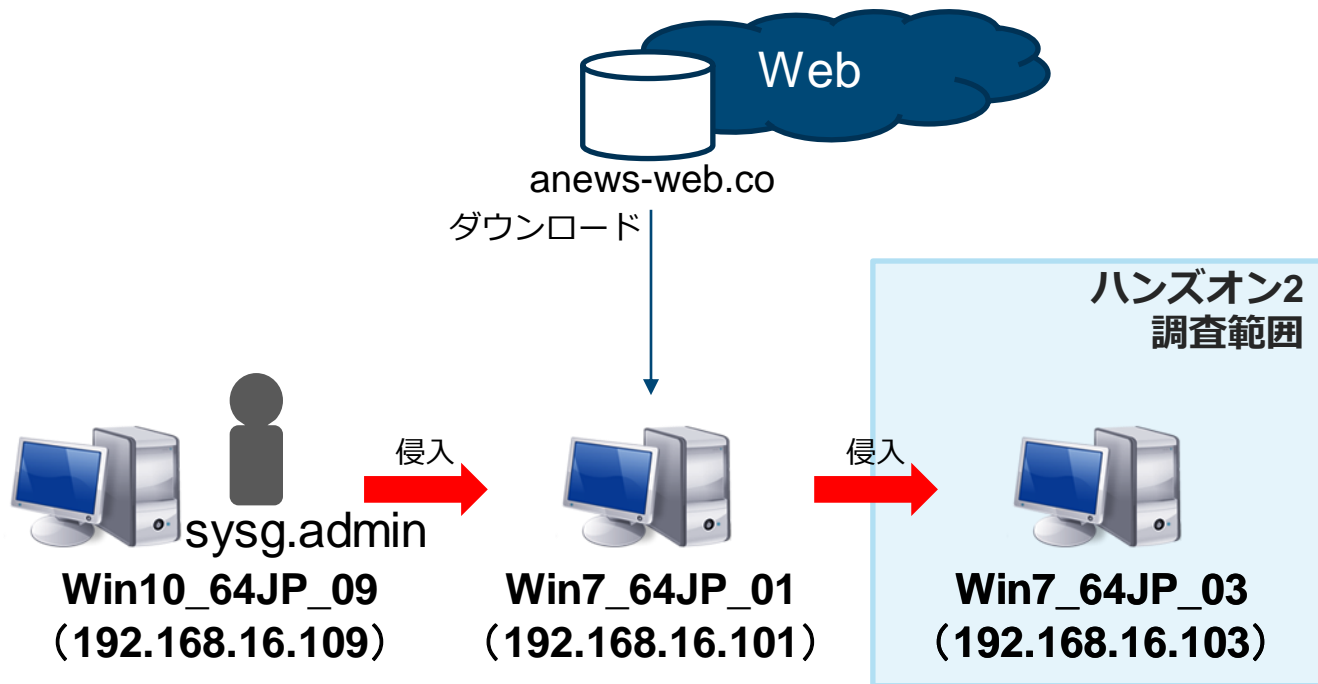 Web
anews-web.co
ダウンロード
ハンズオン2
調査範囲
侵入
侵入
sysg.admin
Win10_64JP_09
（192.168.16.109）
Win7_64JP_01
（192.168.16.101）
Win7_64JP_03
（192.168.16.103）